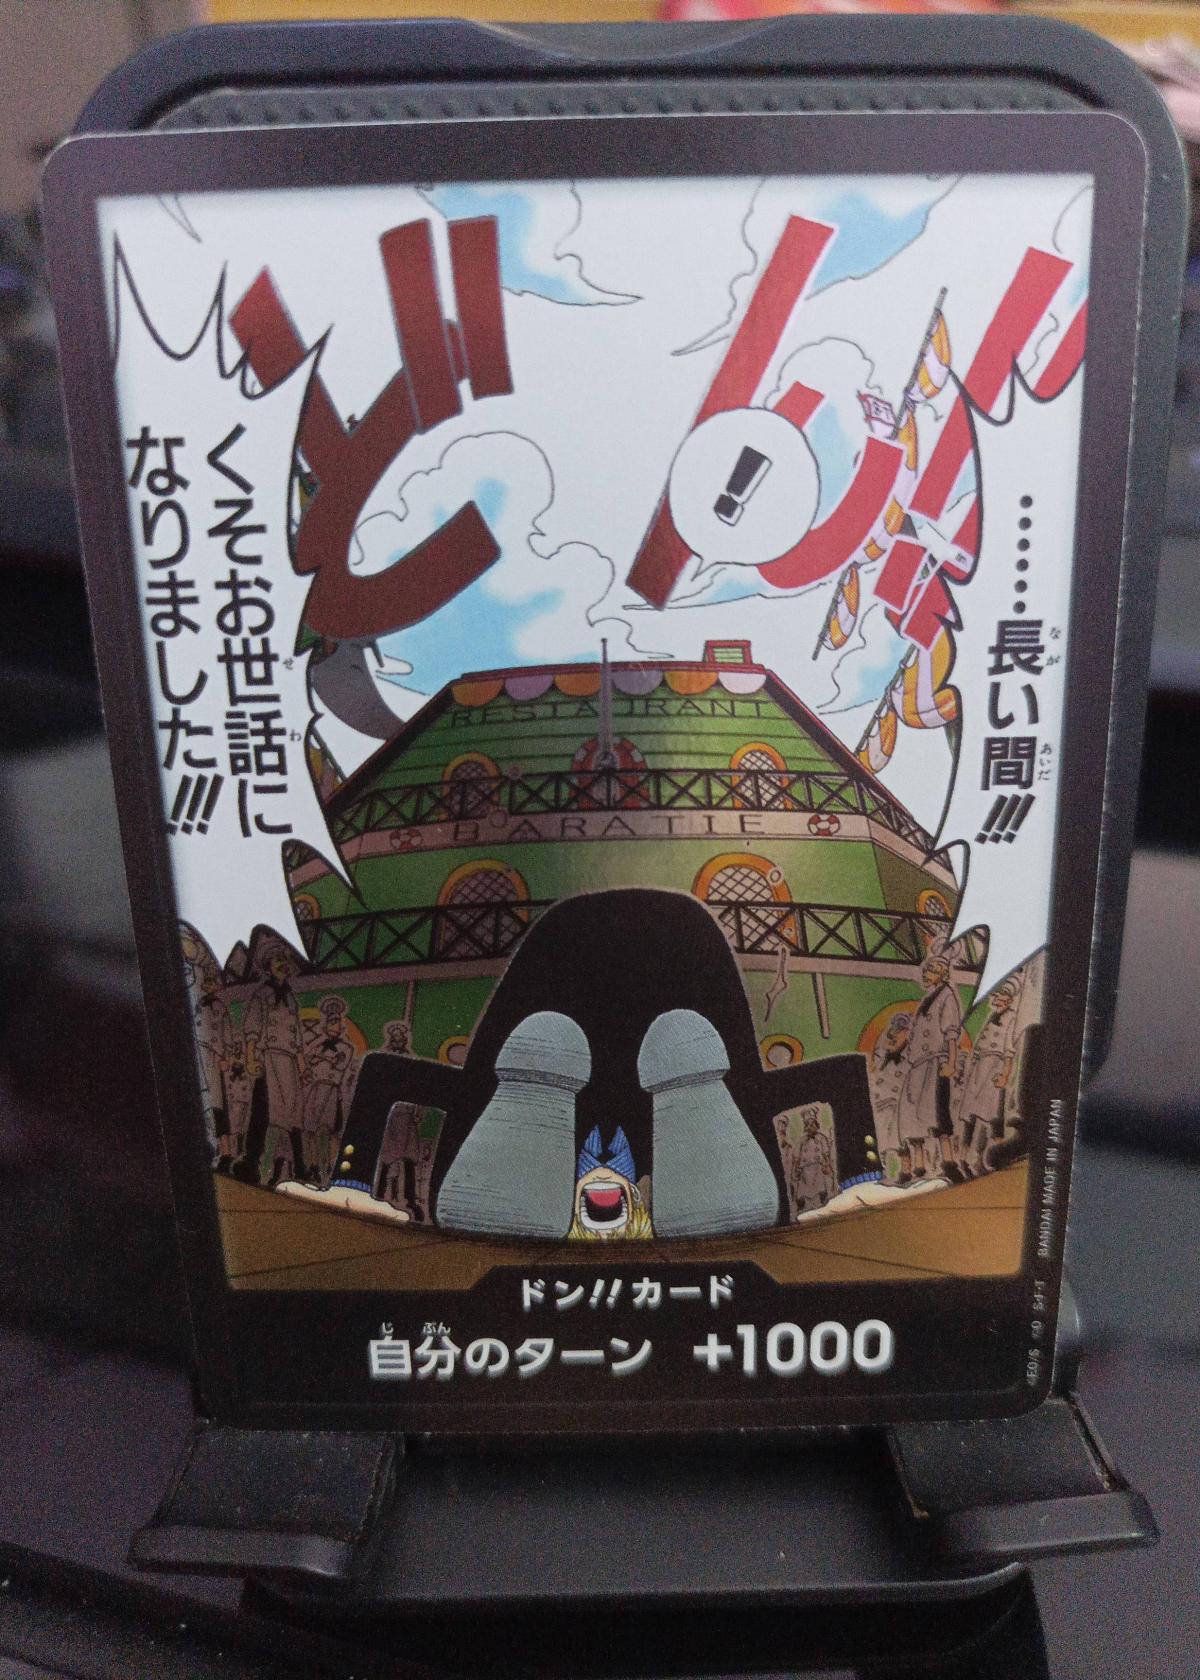 ……長い間!!!
くそお世話に
なりました!!!
ドン!!
!
RESTAURANT
BARATIE
ドン!!カード
自分のターン +1000
BANDAI MADE IN JAPAN